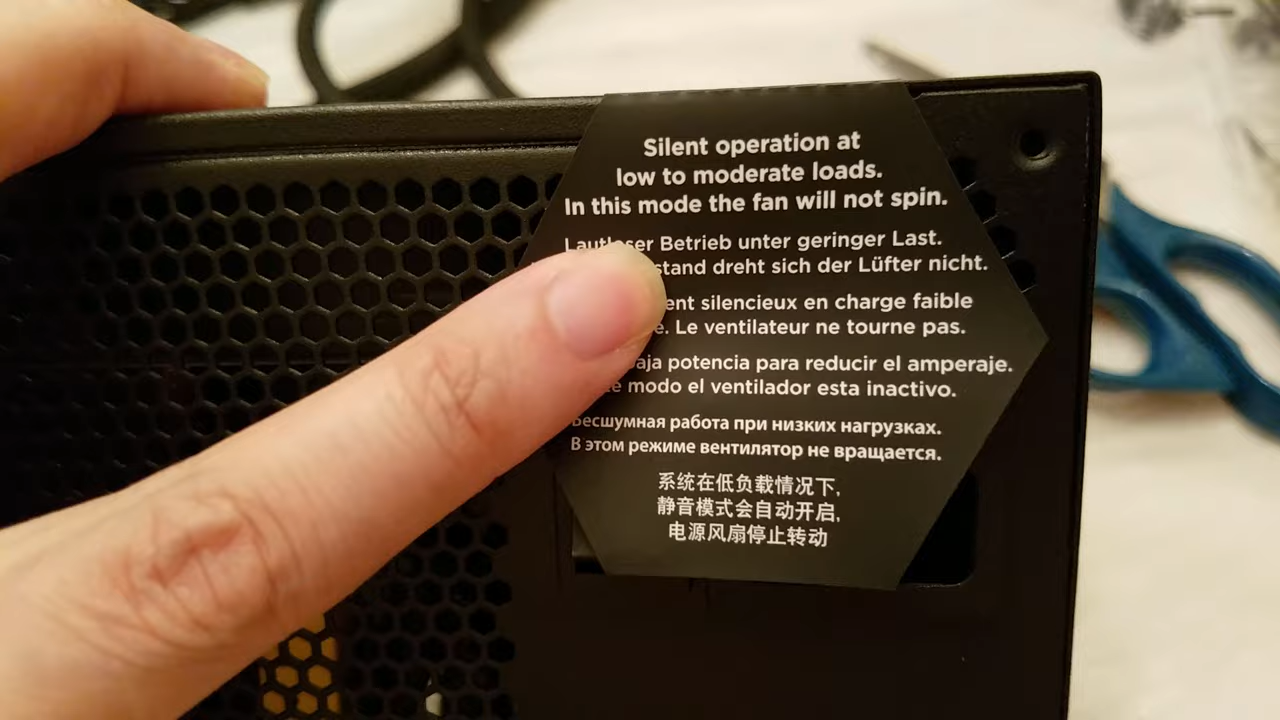 Silent operation at
low to moderate loads.
In this mode the fan will not spin.
Betrieb unter geringer Last.
dreht sich der Lüfter nicht.
silencieux en charge faible
Le ventilateur ne tourne pas.
potencia para reducir el amperaje.
modo el ventilador esta inactivo.
Бесшумная работа при низких нагрузках.
В этом режиме вентилятор не вращается.
系统在低负载情况下,
静音模式会自动开启,
电源风扇停止转动